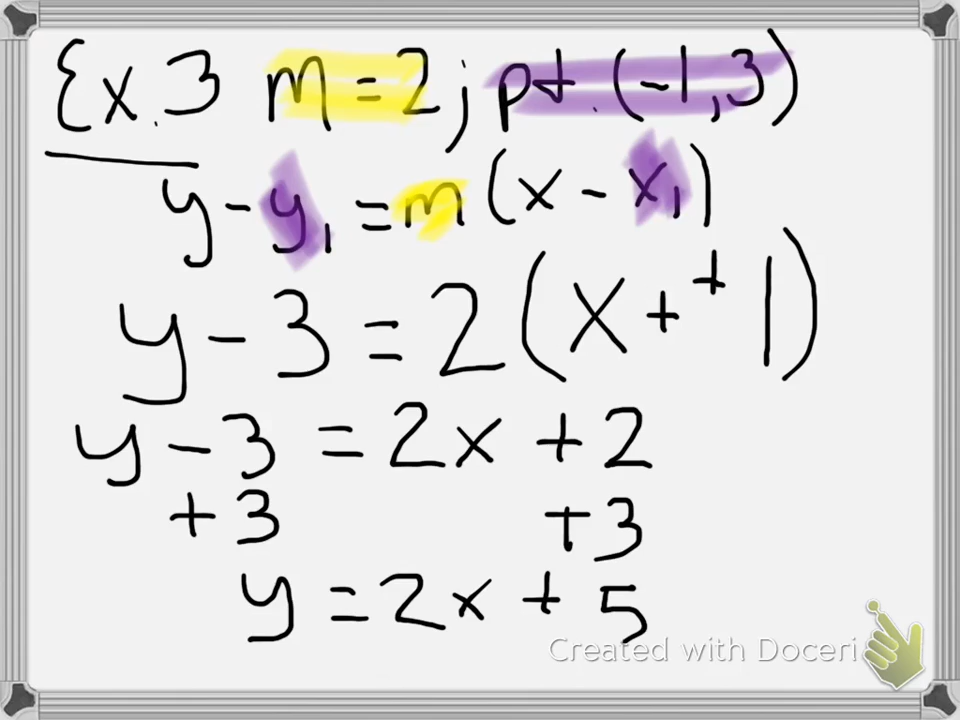 Ex. 3 m = 2; pt. (-1,3)
y - y₁ = m(x - x₁)
y - 3 = 2(x + + 1)
y - 3 = 2x + 2
+3 +3
y = 2x + 5
Created with Doceri